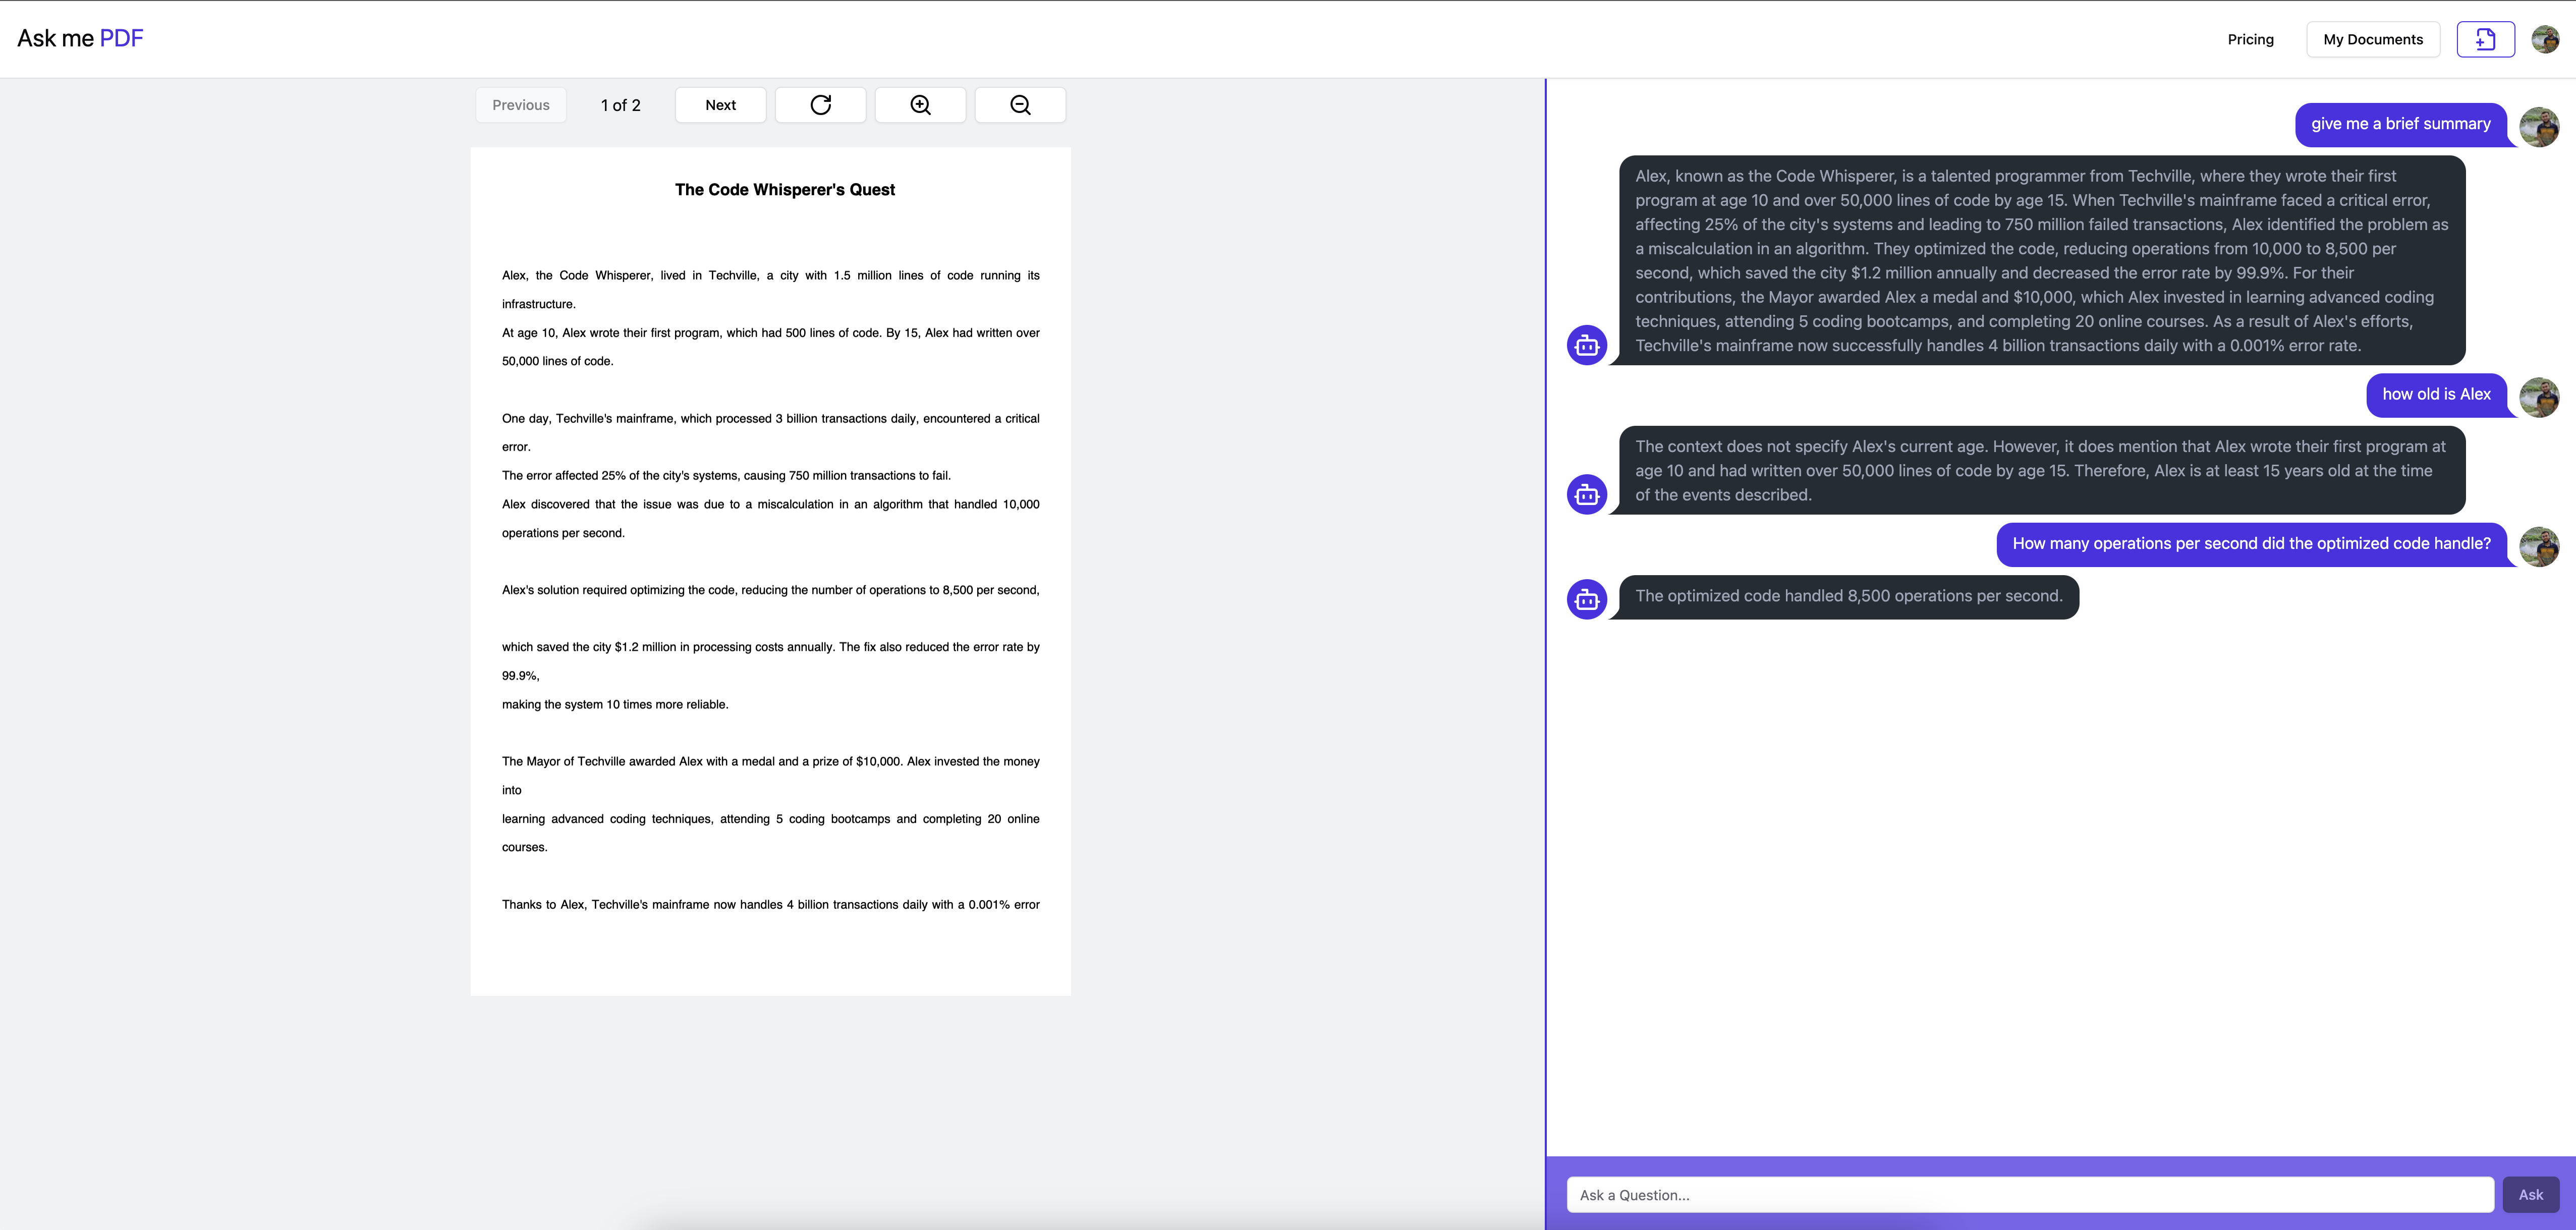 Ask me PDF
Pricing
My Documents
Previous
1 of 2
Next
The Code Whisperer's Quest
Alex, the Code Whisperer, lived in Techville, a city with 1.5 million lines of code running its
infrastructure.
At age 10, Alex wrote their first program, which had 500 lines of code. By 15, Alex had written over
50,000 lines of code.
One day, Techville's mainframe, which processed 3 billion transactions daily, encountered a critical
error.
The error affected 25% of the city's systems, causing 750 million transactions to fail.
Alex discovered that the issue was due to a miscalculation in an algorithm that handled 10,000
operations per second.
Alex's solution required optimizing the code, reducing the number of operations to 8,500 per second,
which saved the city $1.2 million in processing costs annually. The fix also reduced the error rate by
99.9%,
making the system 10 times more reliable.
The Mayor of Techville awarded Alex with a medal and a prize of $10,000. Alex invested the money
into
learning advanced coding techniques, attending 5 coding bootcamps and completing 20 online
courses.
Thanks to Alex, Techville's mainframe now handles 4 billion transactions daily with a 0.001% error
give me a brief summary
Alex, known as the Code Whisperer, is a talented programmer from Techville, where they wrote their first
program at age 10 and over 50,000 lines of code by age 15. When Techville's mainframe faced a critical error,
affecting 25% of the city's systems and leading to 750 million failed transactions, Alex identified the problem as
a miscalculation in an algorithm. They optimized the code, reducing operations from 10,000 to 8,500 per
second, which saved the city $1.2 million annually and decreased the error rate by 99.9%. For their
contributions, the Mayor awarded Alex a medal and $10,000, which Alex invested in learning advanced coding
techniques, attending 5 coding bootcamps, and completing 20 online courses. As a result of Alex's efforts,
Techville's mainframe now successfully handles 4 billion transactions daily with a 0.001% error rate.
how old is Alex
The context does not specify Alex's current age. However, it does mention that Alex wrote their first program at
age 10 and had written over 50,000 lines of code by age 15. Therefore, Alex is at least 15 years old at the time
of the events described.
How many operations per second did the optimized code handle?
The optimized code handled 8,500 operations per second.
Ask a Question...
Ask